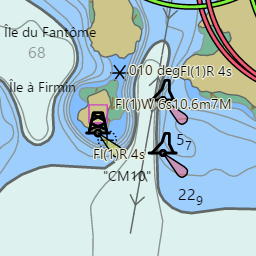 Île du Fantôme
68
010 degFl(1)R 4s
Île à Firmin
Fl(1)W 6s10.6m7M
5₇
Fl(1)R 4s
"CM10"
22₉